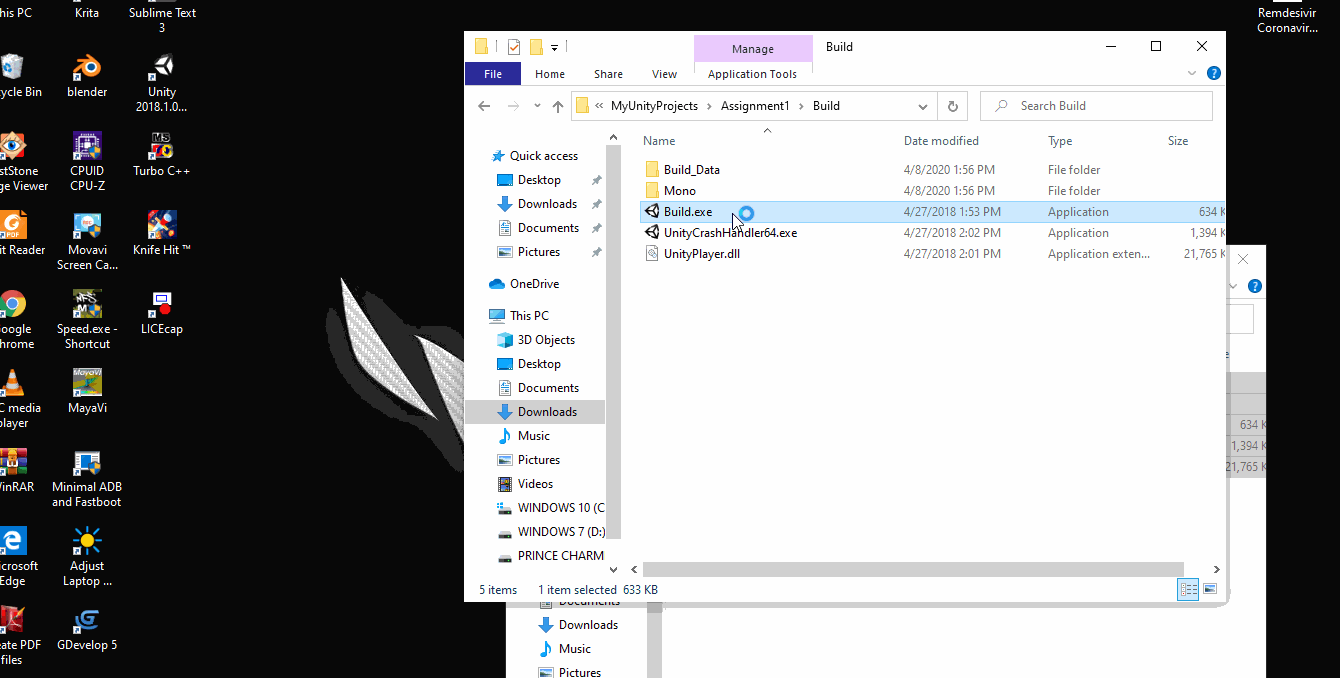 his PC
Krita
Sublime Text
3
ycle Bin
blender
Unity
2018.1.0...
stStone
ge Viewer
CPUID
CPU-Z
Turbo C++
it Reader
Movavi
Screen Ca...
Knife Hit ™
oogle
hrome
Speed.exe -
Shortcut
LICEcap
C media
player
MayaVi
VinRAR
Minimal ADB
and Fastboot
icrosoft
Edge
Adjust
Laptop ...
eate PDF
files
GDevelop 5
Remdesivir
Coronavir...
Manage
Build
File
Home
Share
View
Application Tools
« MyUnityProjects › Assignment1 › Build
Search Build
Name
Date modified
Type
Size
Build_Data 4/8/2020 1:56 PM File folder
Mono 4/8/2020 1:56 PM File folder
Build.exe 4/27/2018 1:53 PM Application 634 K
UnityCrashHandler64.exe 4/27/2018 2:02 PM Application 1,394 K
UnityPlayer.dll 4/27/2018 2:01 PM Application exten... 21,765 K
Quick access
Desktop
Downloads
Documents
Pictures
OneDrive
This PC
3D Objects
Desktop
Documents
Downloads
Music
Pictures
Videos
WINDOWS 10 (C
WINDOWS 7 (D:)
PRINCE CHARM
5 items 1 item selected 633 KB
e
634 K
1,394 K
21,765 K
Documents
Downloads
Music
Pictures